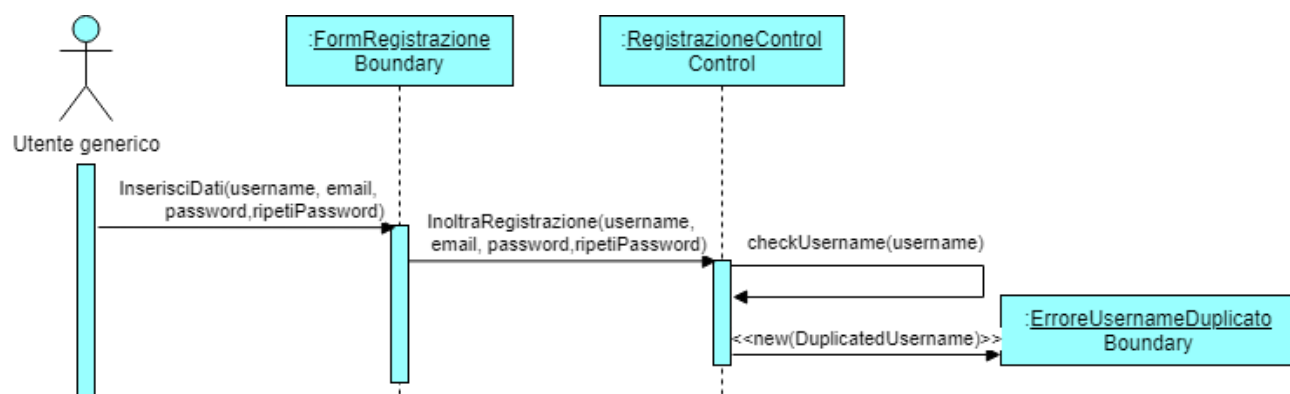 :FormRegistrazione
Boundary
:RegistrazioneControl
Control
Utente generico
InserisciDati(username, email,
password,ripetiPassword)
InoltraRegistrazione(username,
email, password,ripetiPassword)
checkUsername(username)
:ErroreUsernameDuplicato
Boundary
<<new(DuplicatedUsername)>>